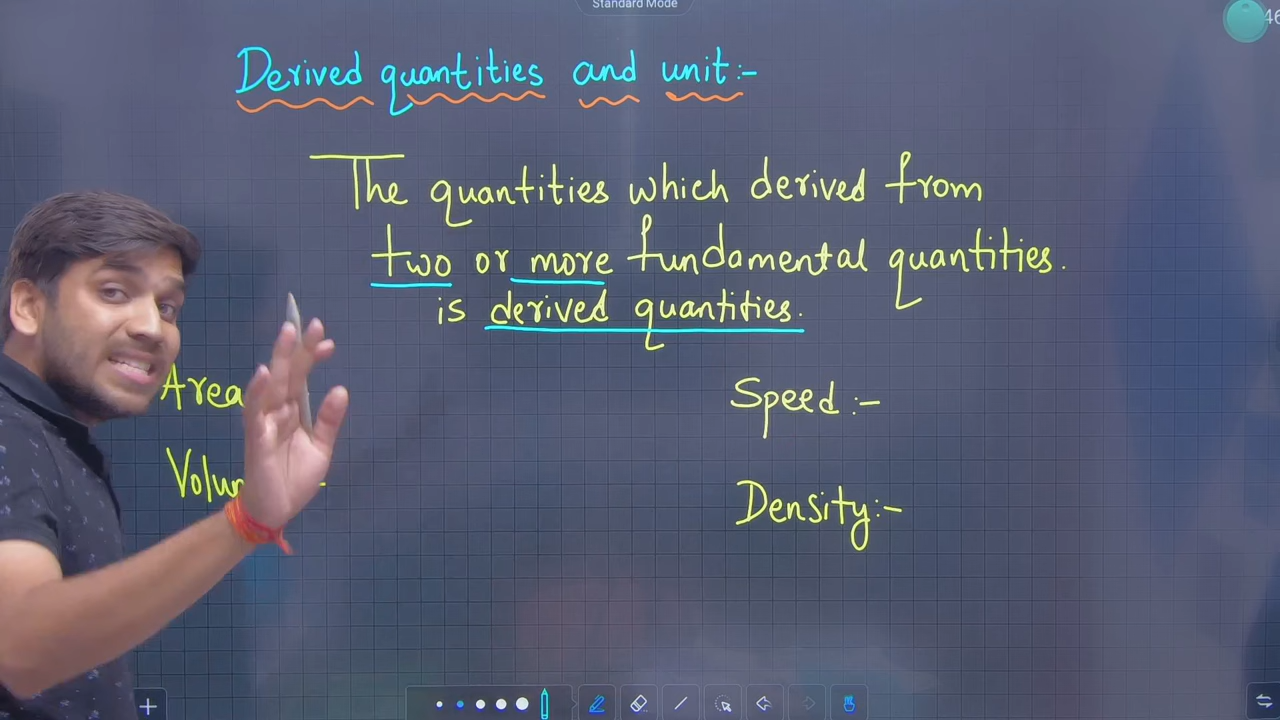 Standard Mode
46
Derived quantities and unit:-
The quantities which derived from
two or more fundamental quantities.
is derived quantities.
Area
Speed :-
Density:-